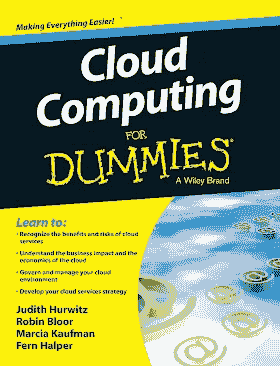 Making Everything Easier!
Cloud
Computing
FOR
DUMMIES®
A Wiley Brand
Learn to:
• Recognize the benefits and risks of cloud
services
• Understand the business impact and the
economics of the cloud
• Govern and manage your cloud
environment
• Develop your cloud services strategy
Judith Hurwitz
Robin Bloor
Marcia Kaufman
Fern Halper